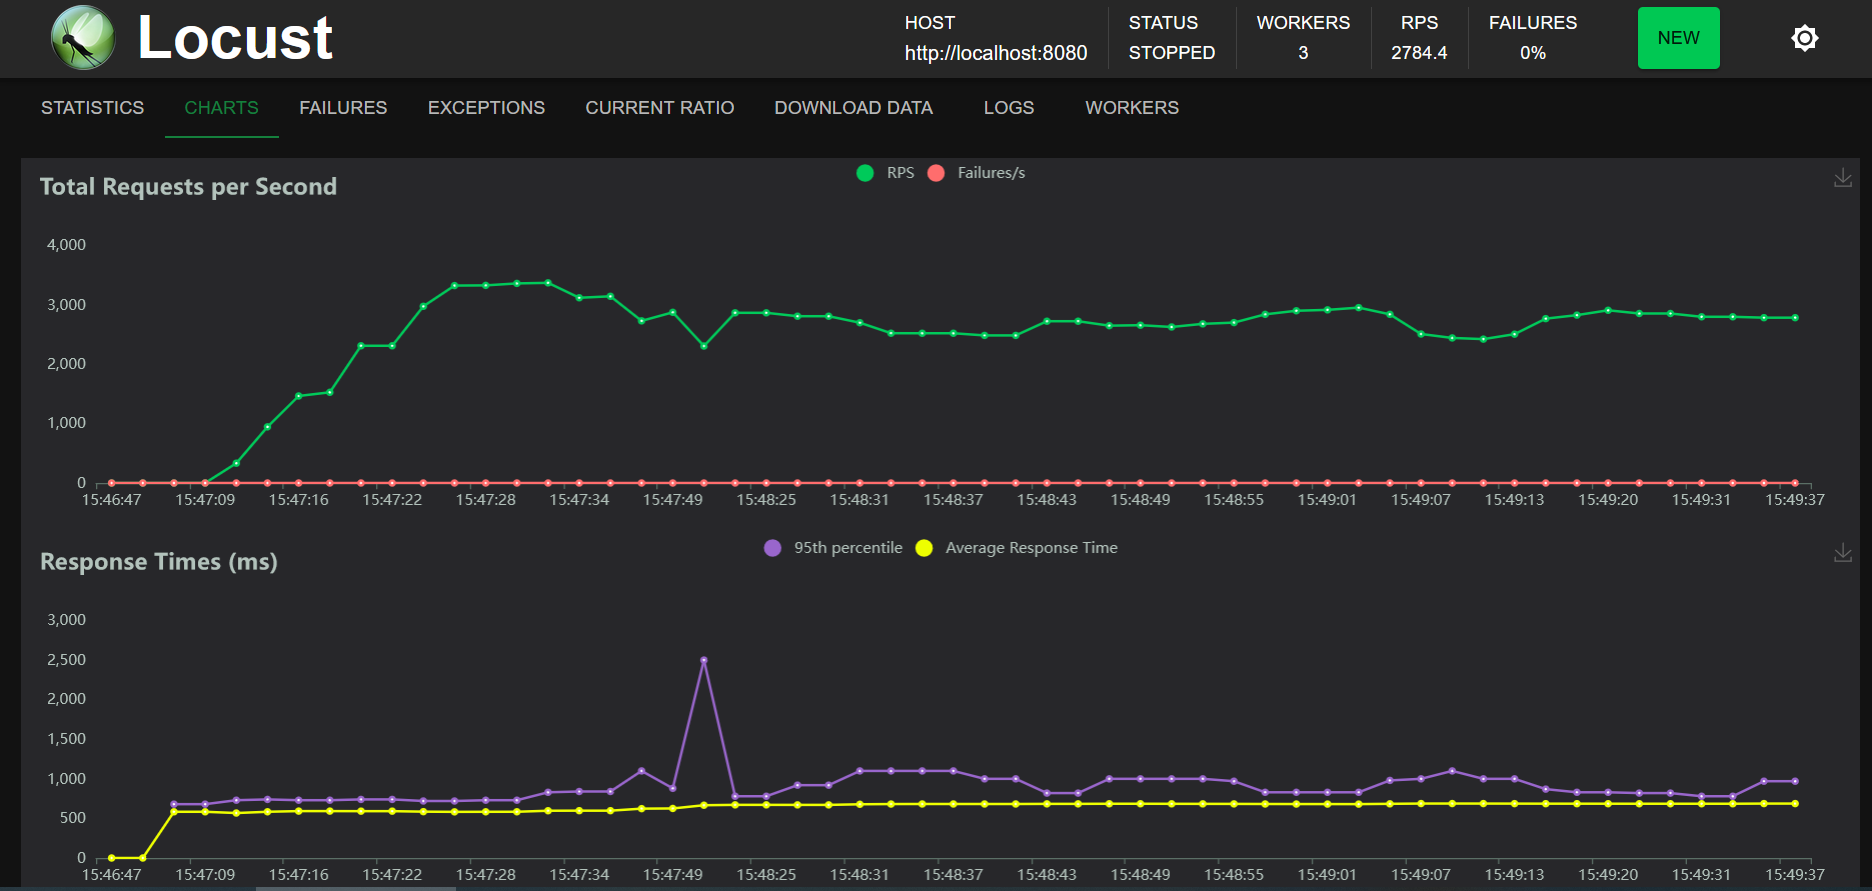 Locust
HOST
http://localhost:8080
STATUS
STOPPED
WORKERS
3
RPS
2784.4
FAILURES
0%
NEW
STATISTICS CHARTS FAILURES EXCEPTIONS CURRENT RATIO DOWNLOAD DATA LOGS WORKERS
Total Requests per Second
RPS Failures/s
4,000
3,000
2,000
1,000
0
15:46:47 15:47:09 15:47:16 15:47:22 15:47:28 15:47:34 15:47:49 15:48:25 15:48:31 15:48:37 15:48:43 15:48:49 15:48:55 15:49:01 15:49:07 15:49:13 15:49:20 15:49:31 15:49:37
Response Times (ms)
95th percentile Average Response Time
3,000
2,500
2,000
1,500
1,000
500
0
15:46:47 15:47:09 15:47:16 15:47:22 15:47:28 15:47:34 15:47:49 15:48:25 15:48:31 15:48:37 15:48:43 15:48:49 15:48:55 15:49:01 15:49:07 15:49:13 15:49:20 15:49:31 15:49:37